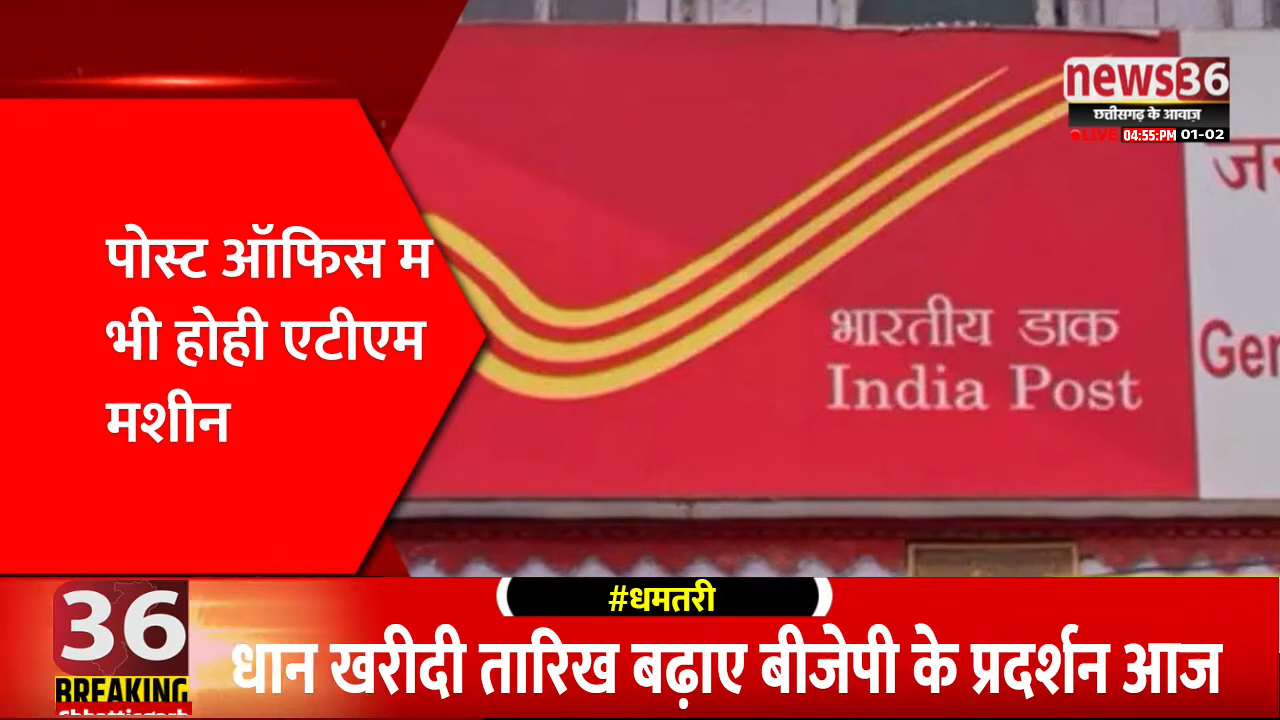 news36
छत्तीसगढ़ के आवाज़
LIVE 04:55:PM 01-02
पोस्ट ऑफिस म
भी होही एटीएम
मशीन
भारतीय डाक
India Post
36
BREAKING
Chhattisgarh
#धमतरी
धान खरीदी तारिख बढ़ाए बीजेपी के प्रदर्शन आज